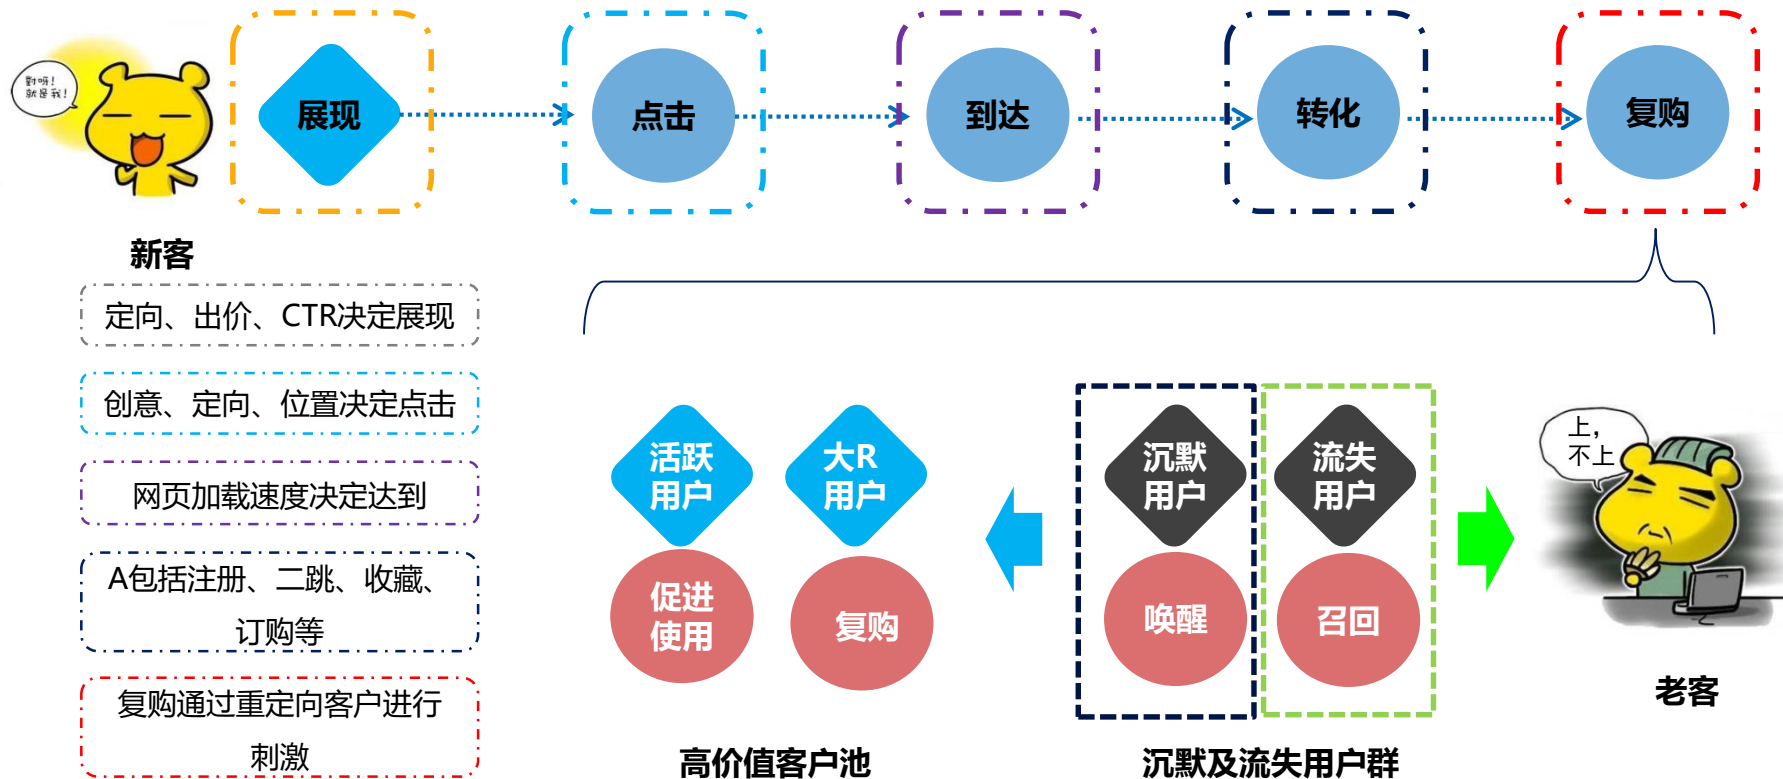 對呀！
就是我！
展现
点击
到达
转化
复购
新客
定向、出价、CTR决定展现
创意、定向、位置决定点击
网页加载速度决定达到
A包括注册、二跳、收藏、
订购等
复购通过重定向客户进行
刺激
活跃
用户
大R
用户
沉默
用户
流失
用户
促进
使用
复购
唤醒
召回
上，
不上
老客
高价值客户池
沉默及流失用户群